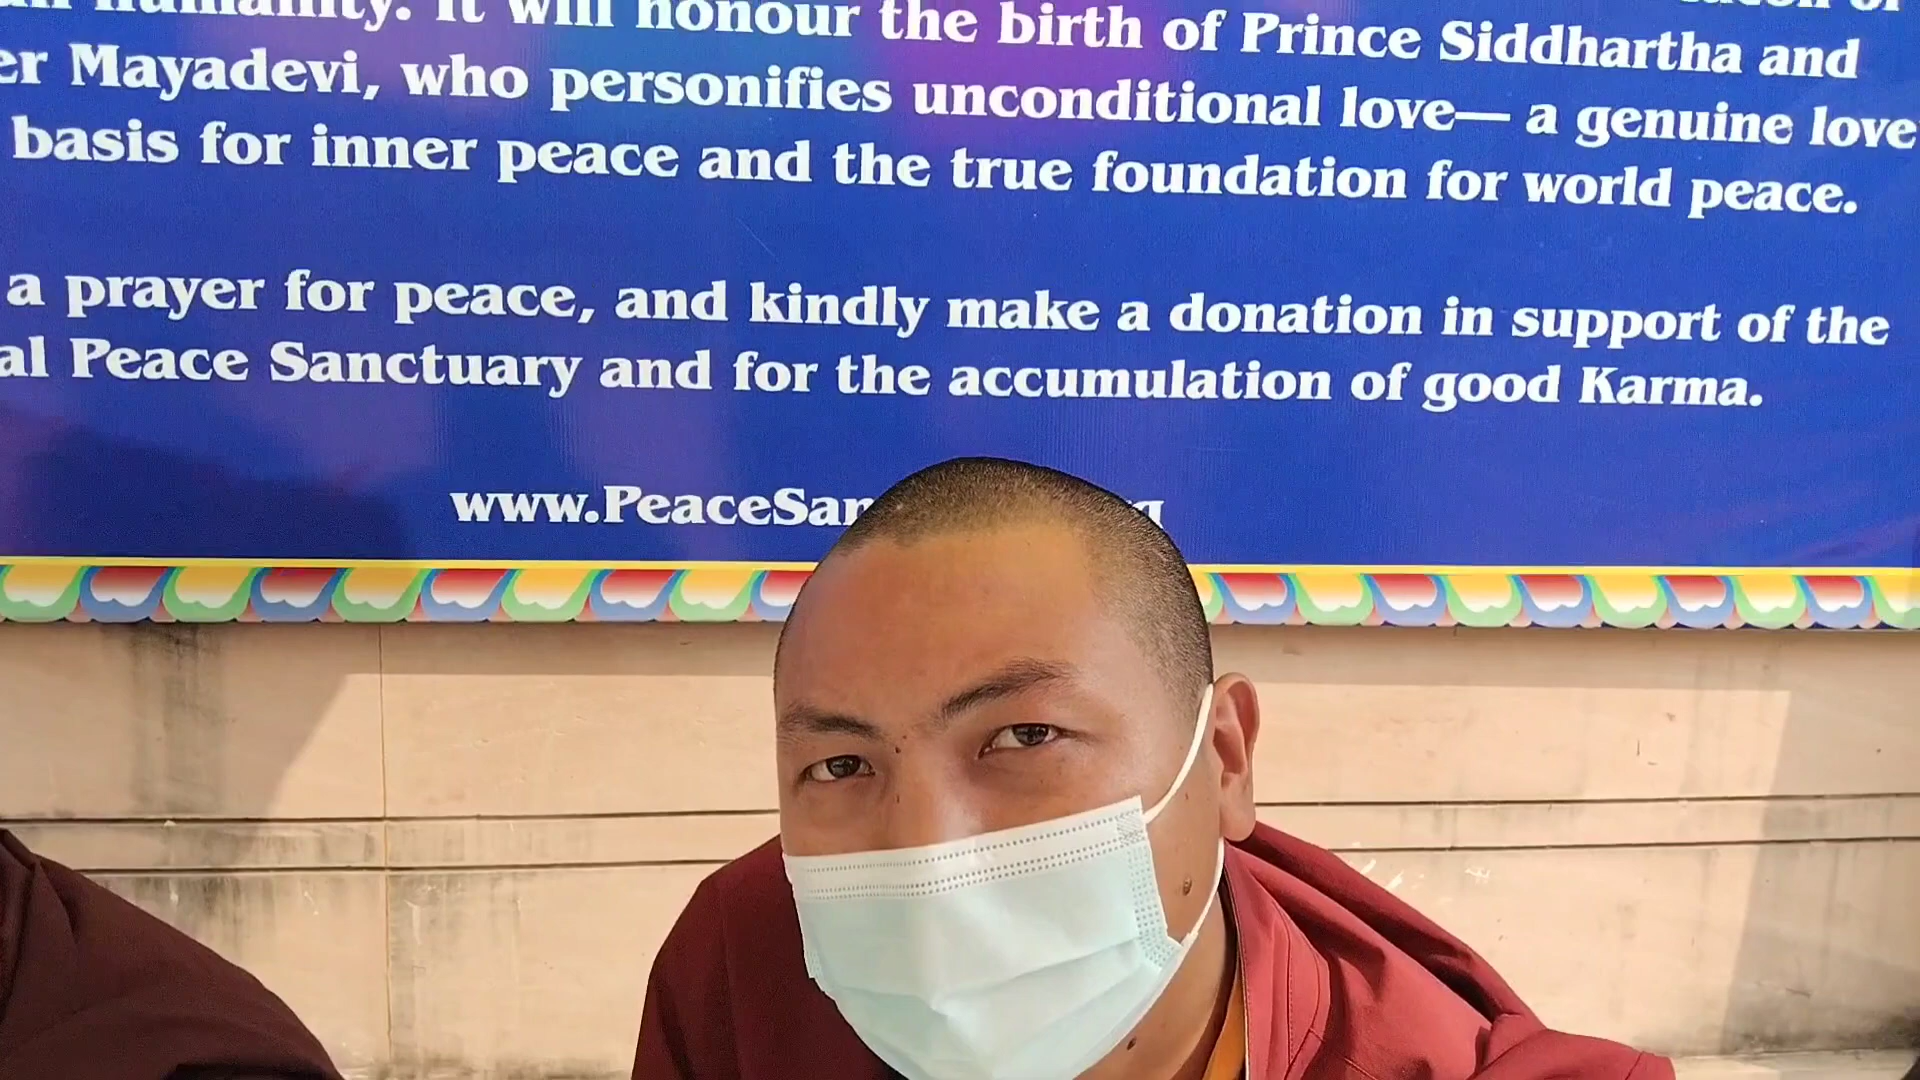 humanity. It will honour the birth of Prince Siddhartha and
Mayadevi, who personifies unconditional love— a genuine love
basis for inner peace and the true foundation for world peace.
a prayer for peace, and kindly make a donation in support of the
Peace Sanctuary and for the accumulation of good Karma.
www.PeaceSan